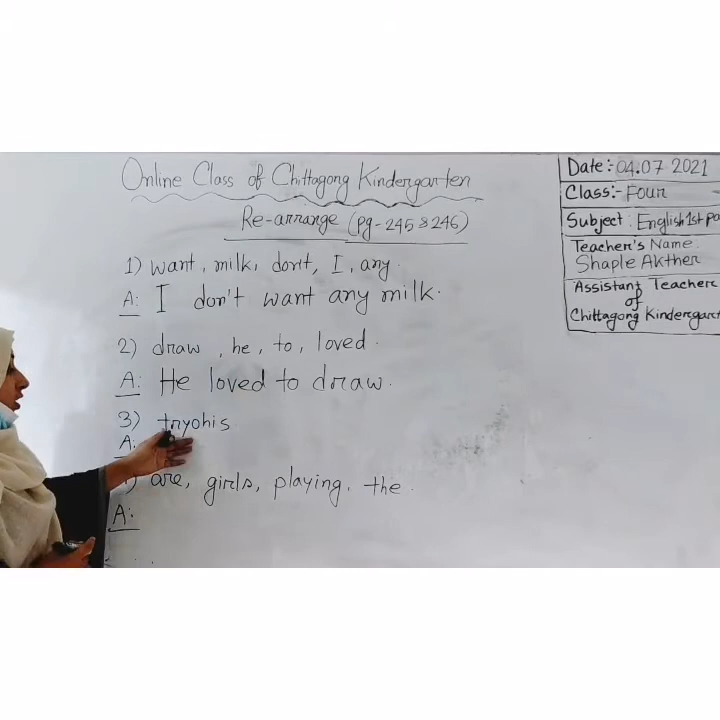 Online Class of Chittagong Kindergarten
Re-arrange (pg-245 & 246)
1) want, milk, don't, I, any.
A: I don't want any milk.
2) draw, he, to, loved.
A: He loved to draw.
3) tryohis
A:
4) are, girls, playing, the.
A:
Date:- 04.07 2021
Class:- Four
Subject: English 1st pa
Teacher's Name:
Shaple Akther
Assistant Teacher
of
Chittagong Kindergart